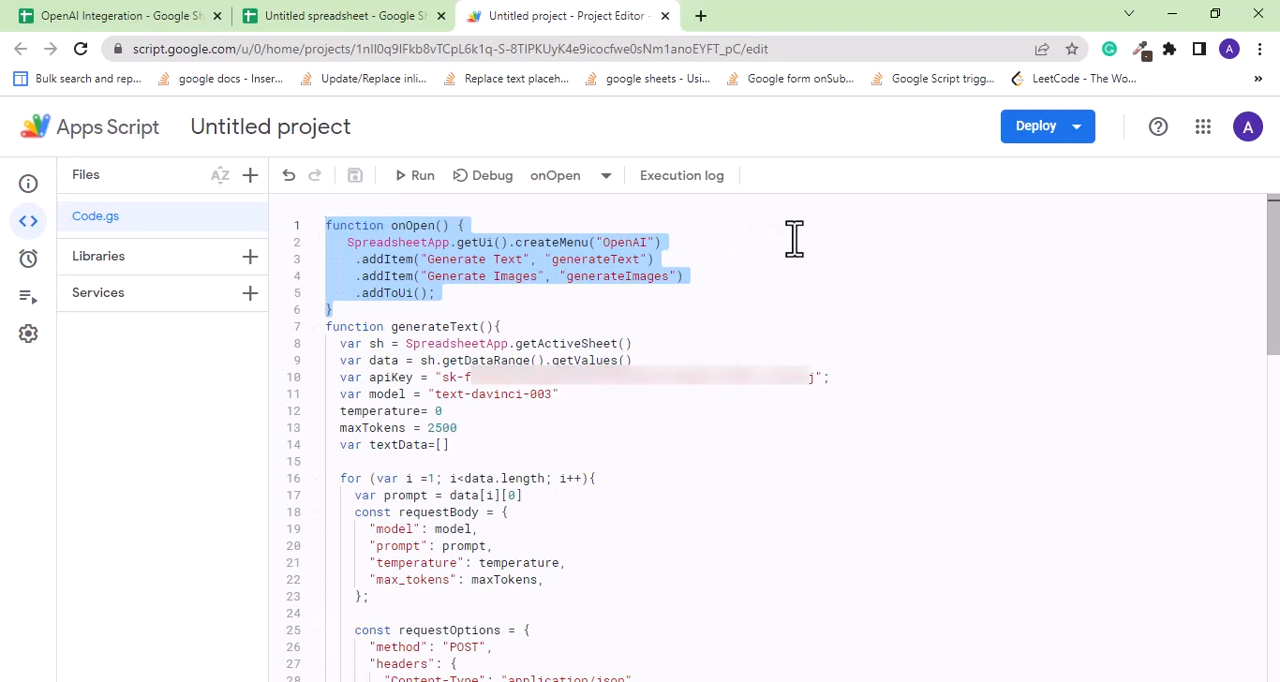 OpenAI Integeration - Google Sh
Untitled spreadsheet - Google Sh
Untitled project - Project Editor -
script.google.com/u/0/home/projects/1nII0q9IFkb8vTCpL6k1q-S-8TIPKUyK4e9icocfwe0sNm1anoEYFT_pC/edit
Bulk search and rep...
google docs - Inser...
Update/Replace inli...
Replace text placeh...
google sheets - Usi...
Google form onSub...
Google Script trigg...
LeetCode - The Wo...
»
Apps Script
Untitled project
Deploy
A
Files
AZ
Run
Debug
onOpen
Execution log
Code.gs
Libraries
Services
1 function onOpen() {
2 SpreadsheetApp.getUi().createMenu("OpenAI")
3 .addItem("Generate Text", "generateText")
4 .addItem("Generate Images", "generateImages")
5 .addToUi();
6 }
7 function generateText(){
8 var sh = SpreadsheetApp.getActiveSheet()
9 var data = sh.getDataRange().getValues()
10 var apiKey = "sk-f j";
11 var model = "text-davinci-003"
12 temperature= 0
13 maxTokens = 2500
14 var textData=[]
15
16 for (var i =1; i<data.length; i++){
17 var prompt = data[i][0]
18 const requestBody = {
19 "model": model,
20 "prompt": prompt,
21 "temperature": temperature,
22 "max_tokens": maxTokens,
23 };
24
25 const requestOptions = {
26 "method": "POST",
27 "headers": {
28 "Content-Type": "application/json"